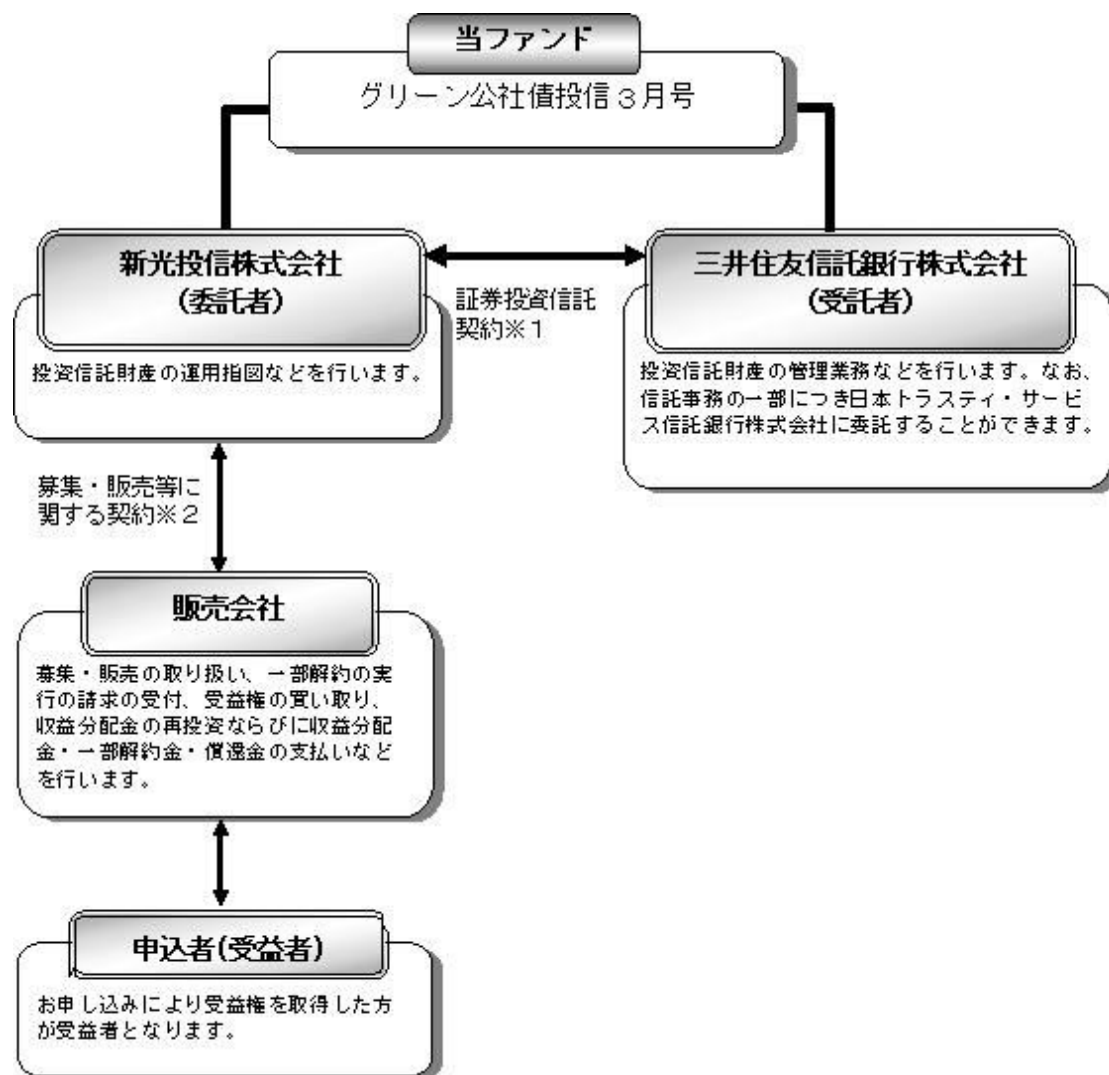 当ファンド
グリーン公社債投信３月号
新光投信株式会社
(委託者)
投資信託財産の運用指図などを行います。
証券投資信託
契約※１
三井住友信託銀行株式会社
(受託者)
投資信託財産の管理業務などを行います。なお、
信託事務の一部につき日本トラスティ・サービ
ス信託銀行株式会社に委託することができます。
募集・販売等に
関する契約※２
販売会社
募集・販売の取り扱い、一部解約の実
行の請求の受付、受益権の買い取り、
収益分配金の再投資ならびに収益分配
金・一部解約金・償還金の支払いなど
を行います。
申込者(受益者)
お申し込みにより受益権を取得した方
が受益者となります。